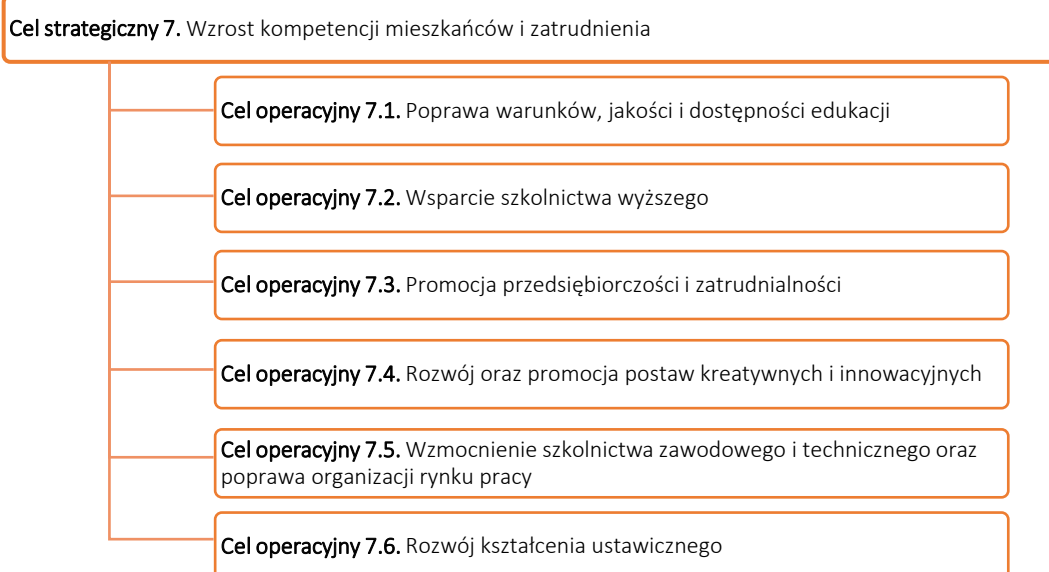 Cel strategiczny 7. Wzrost kompetencji mieszkańców i zatrudnienia
Cel operacyjny 7.1. Poprawa warunków, jakości i dostępności edukacji
Cel operacyjny 7.2. Wsparcie szkolnictwa wyższego
Cel operacyjny 7.3. Promocja przedsiębiorczości i zatrudnialności
Cel operacyjny 7.4. Rozwój oraz promocja postaw kreatywnych i innowacyjnych
Cel operacyjny 7.5. Wzmocnienie szkolnictwa zawodowego i technicznego oraz
poprawa organizacji rynku pracy
Cel operacyjny 7.6. Rozwój kształcenia ustawicznego